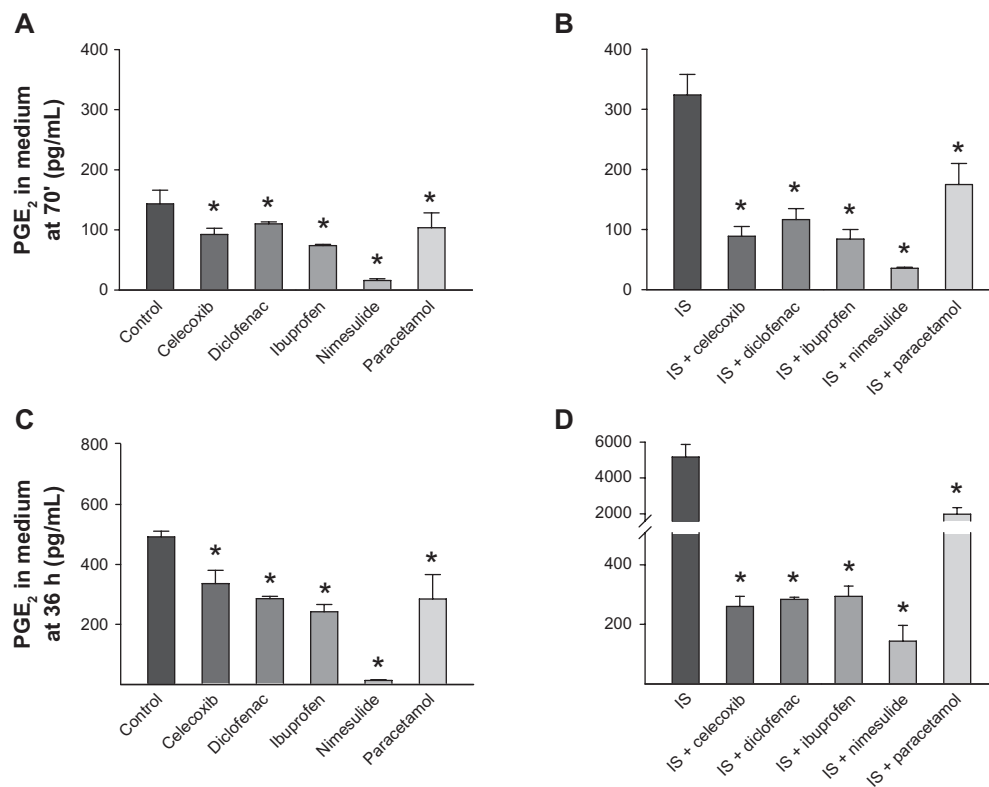 A
PGE2 in medium
at 70' (pg/mL)
400
300
200
100
0
*
*
*
*
*
Control
Celecoxib
Diclofenac
Ibuprofen
Nimesulide
Paracetamol
B
400
300
200
100
0
*
*
*
*
*
IS
IS + celecoxib
IS + diclofenac
IS + ibuprofen
IS + nimesulide
IS + paracetamol
C
PGE2 in medium
at 36 h (pg/mL)
800
600
400
200
*
*
*
*
*
Control
Celecoxib
Diclofenac
Ibuprofen
Nimesulide
Paracetamol
D
6000
4000
2000
400
200
*
*
*
*
*
IS
IS + celecoxib
IS + diclofenac
IS + ibuprofen
IS + nimesulide
IS + paracetamol